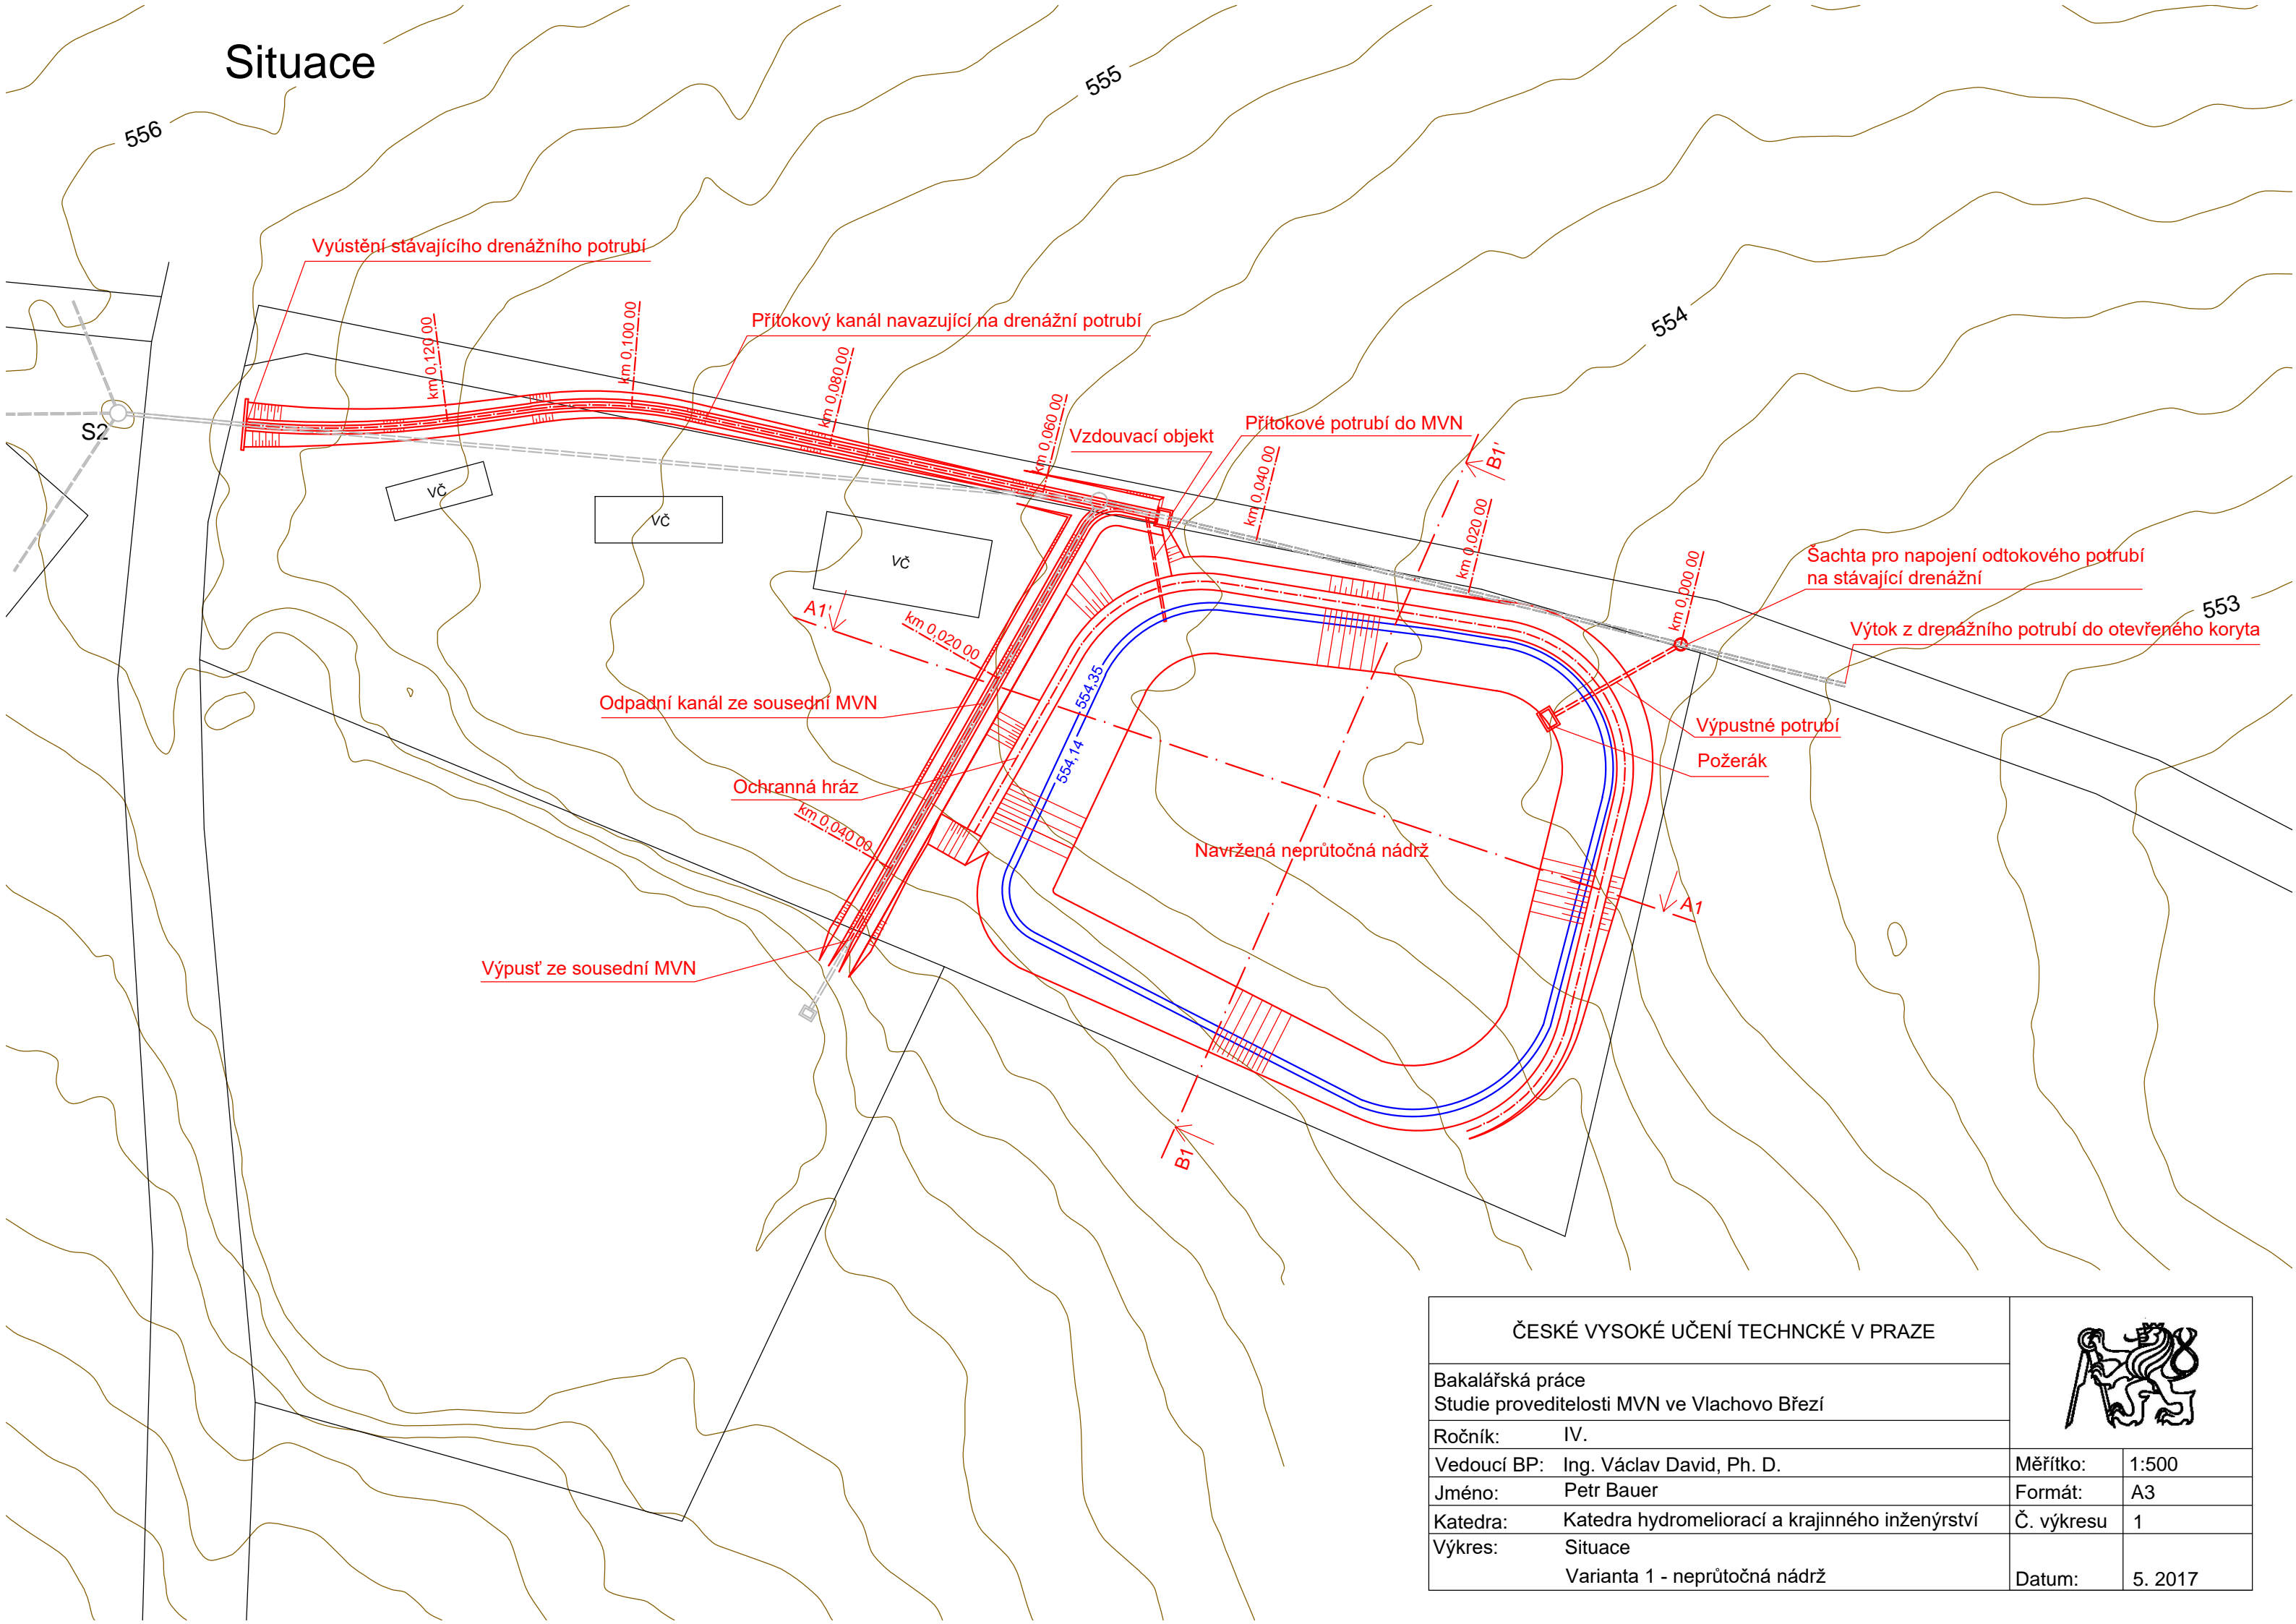 Situace
556
555
554
553
Vyústění stávajícího drenážního potrubí
Přítokový kanál navazující na drenážní potrubí
km 0,120 00
km 0,100 00
km 0,080 00
km 0,060 00
Vzdouvací objekt
Přítokové potrubí do MVN
km 0,040 00
B1'
km 0,020 00
km 0,000 00
Šachta pro napojení odtokového potrubí
na stávající drenážní
Výtok z drenážního potrubí do otevřeného koryta
S2
VČ
VČ
VČ
A1'
km 0,020 00
Odpadní kanál ze sousední MVN
554,35
554,14
Výpustné potrubí
Požerák
Ochranná hráz
km 0,040 00
Navržená neprůtočná nádrž
A1
Výpusť ze sousední MVN
B1
ČESKÉ VYSOKÉ UČENÍ TECHNCKÉ V PRAZE
Bakalářská práce
Studie proveditelosti MVN ve Vlachovo Březí
Ročník: IV.
Vedoucí BP: Ing. Václav David, Ph. D.
Měřítko: 1:500
Jméno: Petr Bauer
Formát: A3
Katedra: Katedra hydromeliorací a krajinného inženýrství
Č. výkresu 1
Výkres: Situace
Varianta 1 - neprůtočná nádrž
Datum: 5. 2017